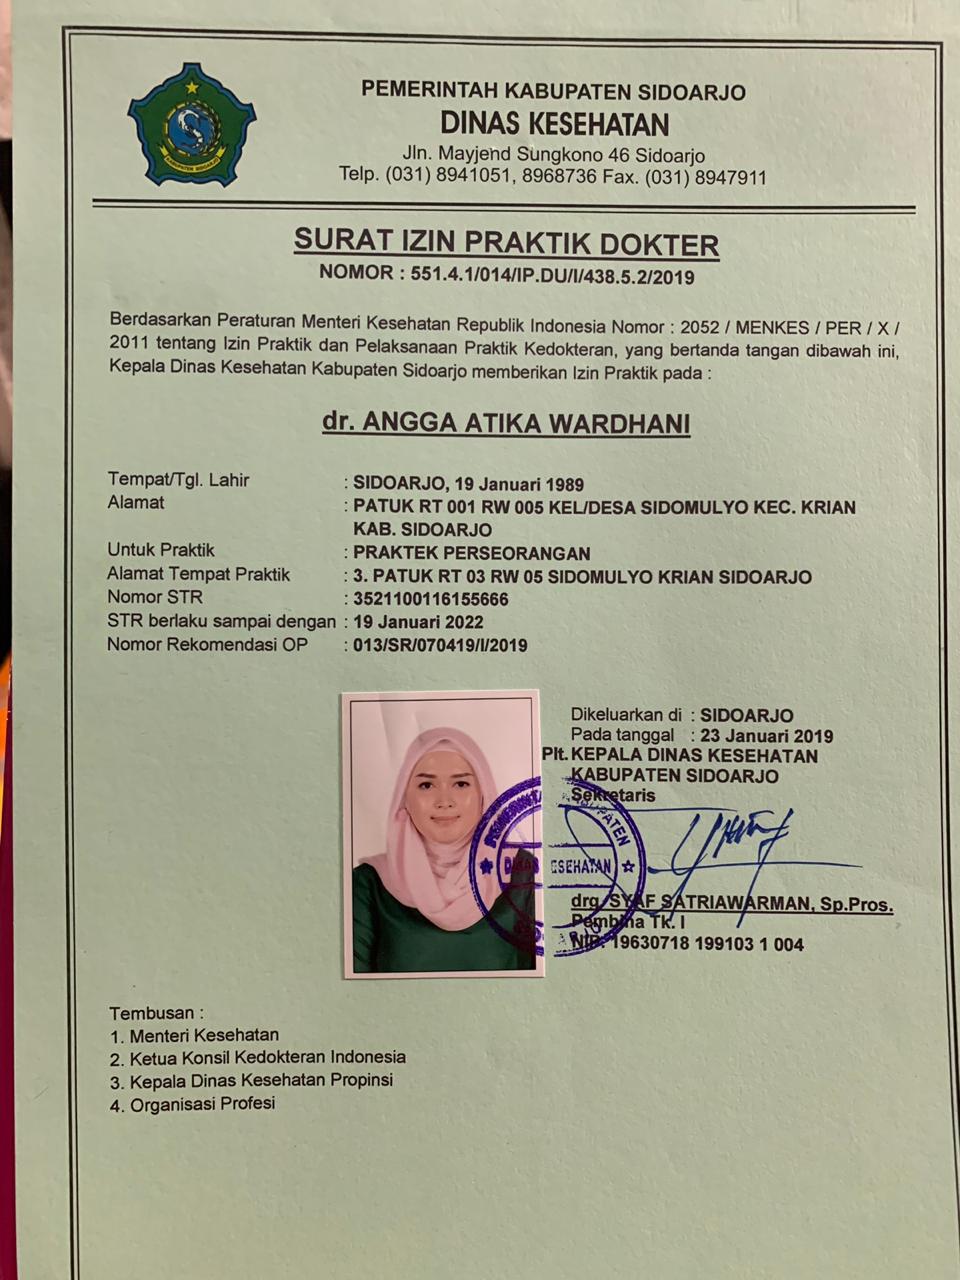 PEMERINTAH KABUPATEN SIDOARJO
DINAS KESEHATAN
Jln. Mayjend Sungkono 46 Sidoarjo
Telp. (031) 8941051, 8968736 Fax. (031) 8947911
KABUPATEN SIDOARJO
SURAT IZIN PRAKTIK DOKTER
NOMOR : 551.4.1/014/IP.DU/I/438.5.2/2019
Berdasarkan Peraturan Menteri Kesehatan Republik Indonesia Nomor : 2052 / MENKES / PER / X /
2011 tentang Izin Praktik dan Pelaksanaan Praktik Kedokteran, yang bertanda tangan dibawah ini,
Kepala Dinas Kesehatan Kabupaten Sidoarjo memberikan Izin Praktik pada :
dr. ANGGA ATIKA WARDHANI
Tempat/Tgl. Lahir : SIDOARJO, 19 Januari 1989
Alamat : PATUK RT 001 RW 005 KEL/DESA SIDOMULYO KEC. KRIAN
KAB. SIDOARJO
Untuk Praktik : PRAKTEK PERSEORANGAN
Alamat Tempat Praktik : 3. PATUK RT 03 RW 05 SIDOMULYO KRIAN SIDOARJO
Nomor STR : 3521100116155666
STR berlaku sampai dengan : 19 Januari 2022
Nomor Rekomendasi OP : 013/SR/070419/I/2019
Dikeluarkan di : SIDOARJO
Pada tanggal : 23 Januari 2019
Plt. KEPALA DINAS KESEHATAN
KABUPATEN SIDOARJO
Sekretaris
KABUPATEN
DINAS KESEHATAN
drg. SYAF SATRIAWARMAN, Sp.Pros.
Pembina Tk. I
NIP. 19630718 199103 1 004
Tembusan :
1. Menteri Kesehatan
2. Ketua Konsil Kedokteran Indonesia
3. Kepala Dinas Kesehatan Propinsi
4. Organisasi Profesi